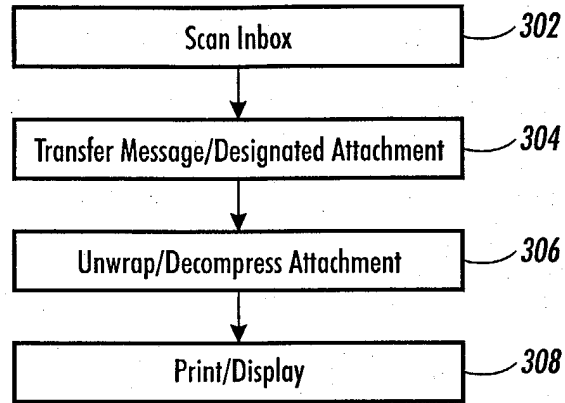 Scan Inbox
302
Transfer Message/Designated Attachment
304
Unwrap/Decompress Attachment
306
Print/Display
308